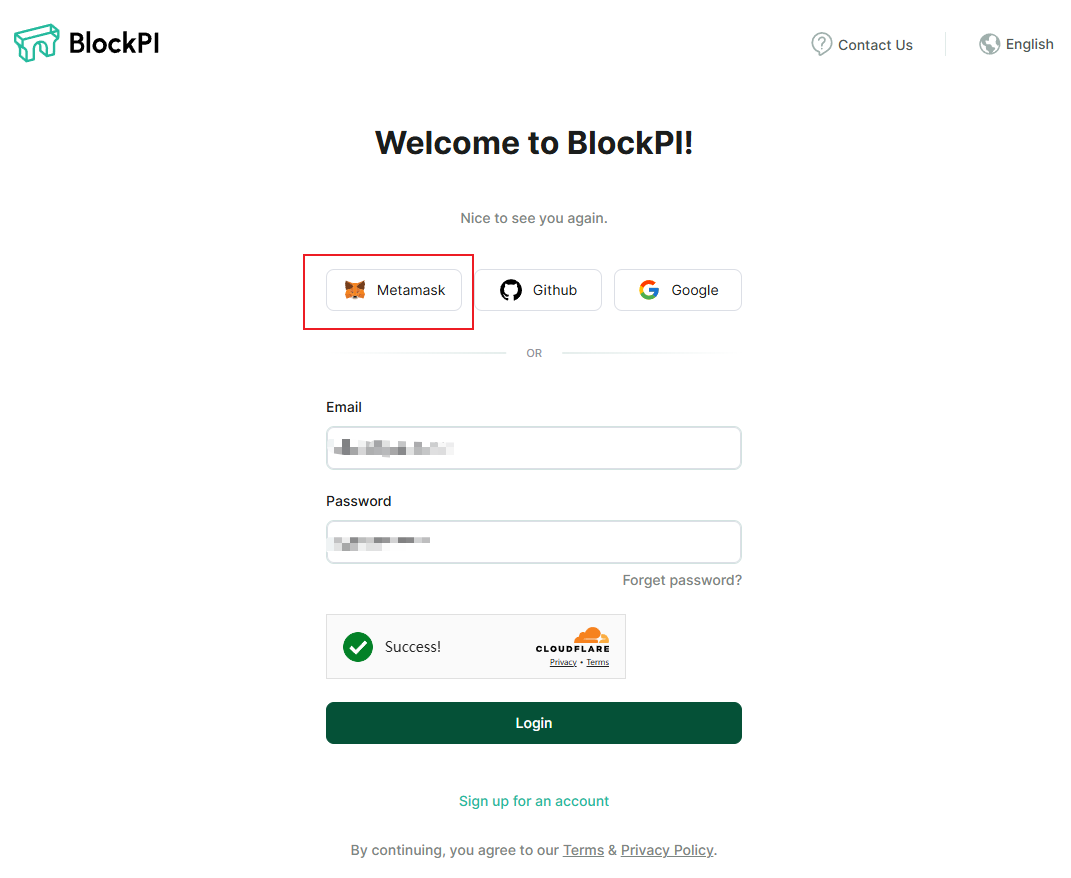 BlockPI
Contact Us
English
Welcome to BlockPI!
Nice to see you again.
Metamask
Github
Google
OR
Email
Password
Forget password?
Success!
CLOUDFLARE
Privacy • Terms
Login
Sign up for an account
By continuing, you agree to our Terms & Privacy Policy.